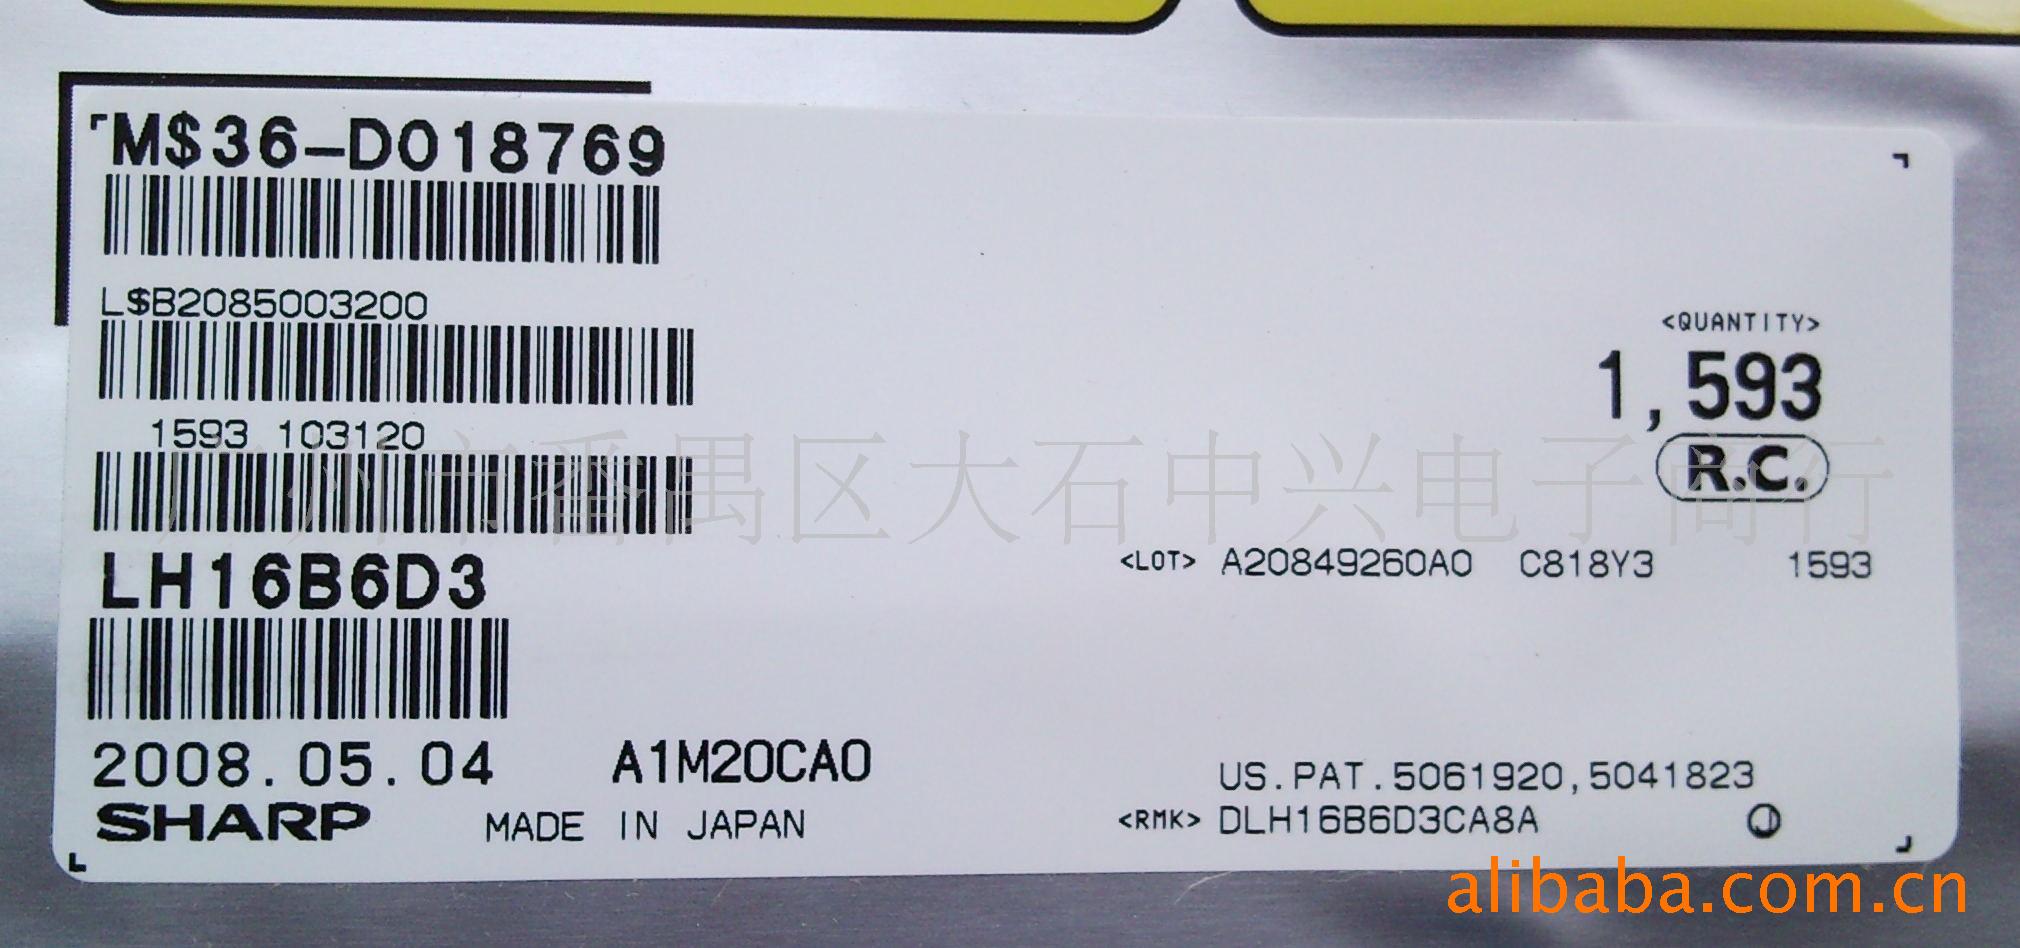 M$36-D018769
L$B2085003200
<QUANTITY>
1,593
1593 103120
R.C.
广州市番禺区大石中兴电子商行
LH16B6D3
<LOT> A20849260A0 C818Y3 1593
2008.05.04 A1M20CA0
US.PAT.5061920,5041823
SHARP MADE IN JAPAN
<RMK> DLH16B6D3CA8A J
alibaba.com.cn